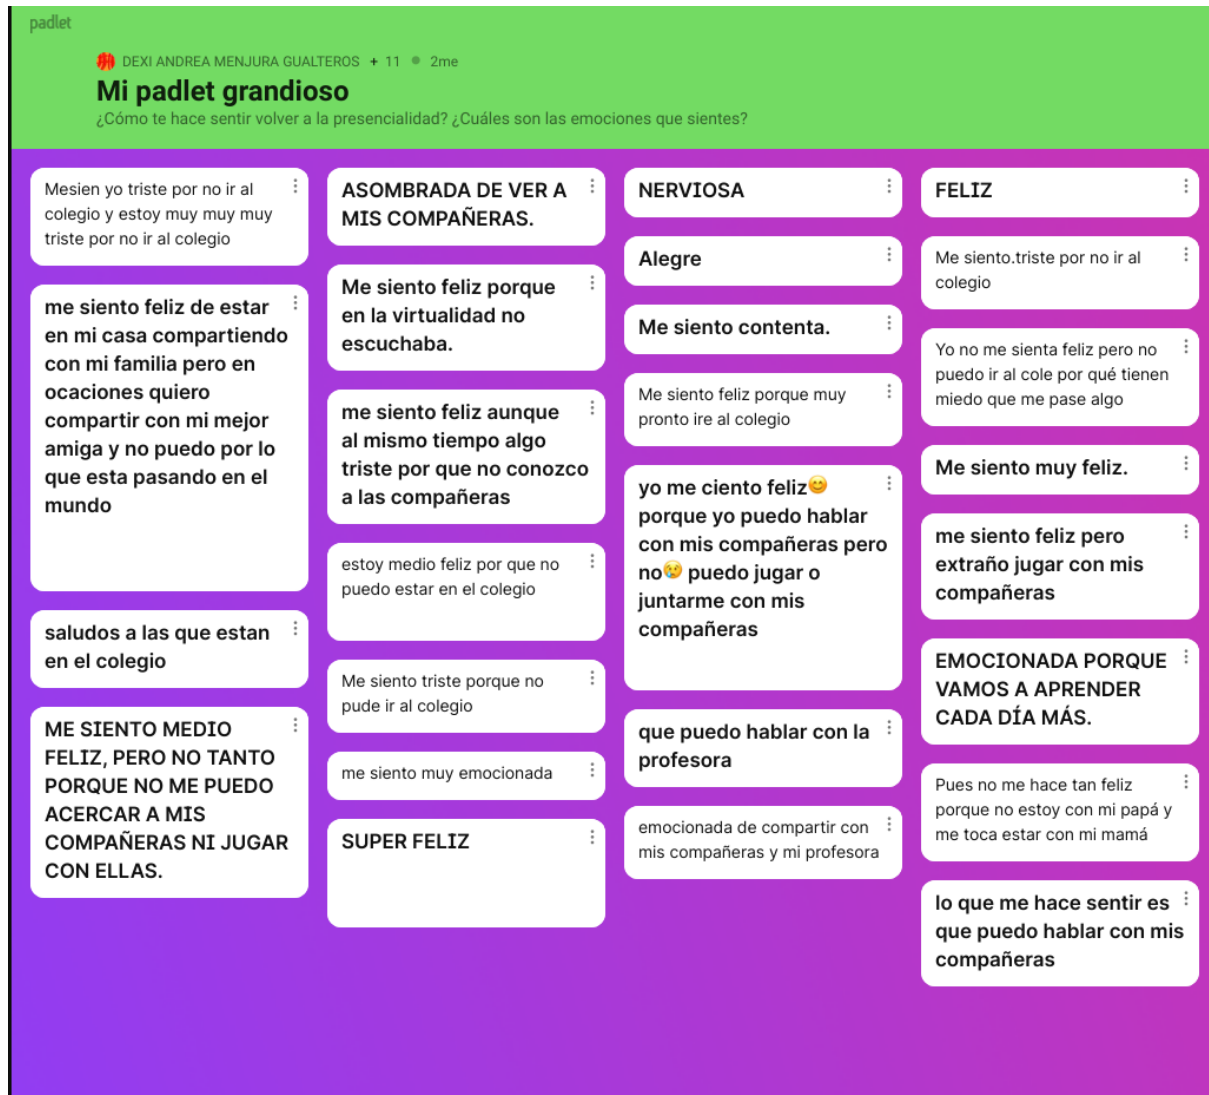 padlet
DEXI ANDREA MENJURA GUALTEROS + 11 • 2me
Mi padlet grandioso
¿Cómo te hace sentir volver a la presencialidad? ¿Cuáles son las emociones que sientes?
Mesien yo triste por no ir al
colegio y estoy muy muy muy
triste por no ir al colegio
me siento feliz de estar
en mi casa compartiendo
con mi familia pero en
ocaciones quiero
compartir con mi mejor
amiga y no puedo por lo
que esta pasando en el
mundo
saludos a las que estan
en el colegio
ME SIENTO MEDIO
FELIZ, PERO NO TANTO
PORQUE NO ME PUEDO
ACERCAR A MIS
COMPAÑERAS NI JUGAR
CON ELLAS.
ASOMBRADA DE VER A
MIS COMPAÑERAS.
Me siento feliz porque
en la virtualidad no
escuchaba.
me siento feliz aunque
al mismo tiempo algo
triste por que no conozco
a las compañeras
estoy medio feliz por que no
puedo estar en el colegio
Me siento triste porque no
pude ir al colegio
me siento muy emocionada
SUPER FELIZ
NERVIOSA
Alegre
Me siento contenta.
Me siento feliz porque muy
pronto ire al colegio
yo me ciento feliz😊
porque yo puedo hablar
con mis compañeras pero
no😢 puedo jugar o
juntarme con mis
compañeras
que puedo hablar con la
profesora
emocionada de compartir con
mis compañeras y mi profesora
FELIZ
Me siento.triste por no ir al
colegio
Yo no me sienta feliz pero no
puedo ir al cole por qué tienen
miedo que me pase algo
Me siento muy feliz.
me siento feliz pero
extraño jugar con mis
compañeras
EMOCIONADA PORQUE
VAMOS A APRENDER
CADA DÍA MÁS.
Pues no me hace tan feliz
porque no estoy con mi papá y
me toca estar con mi mamá
lo que me hace sentir es
que puedo hablar con mis
compañeras